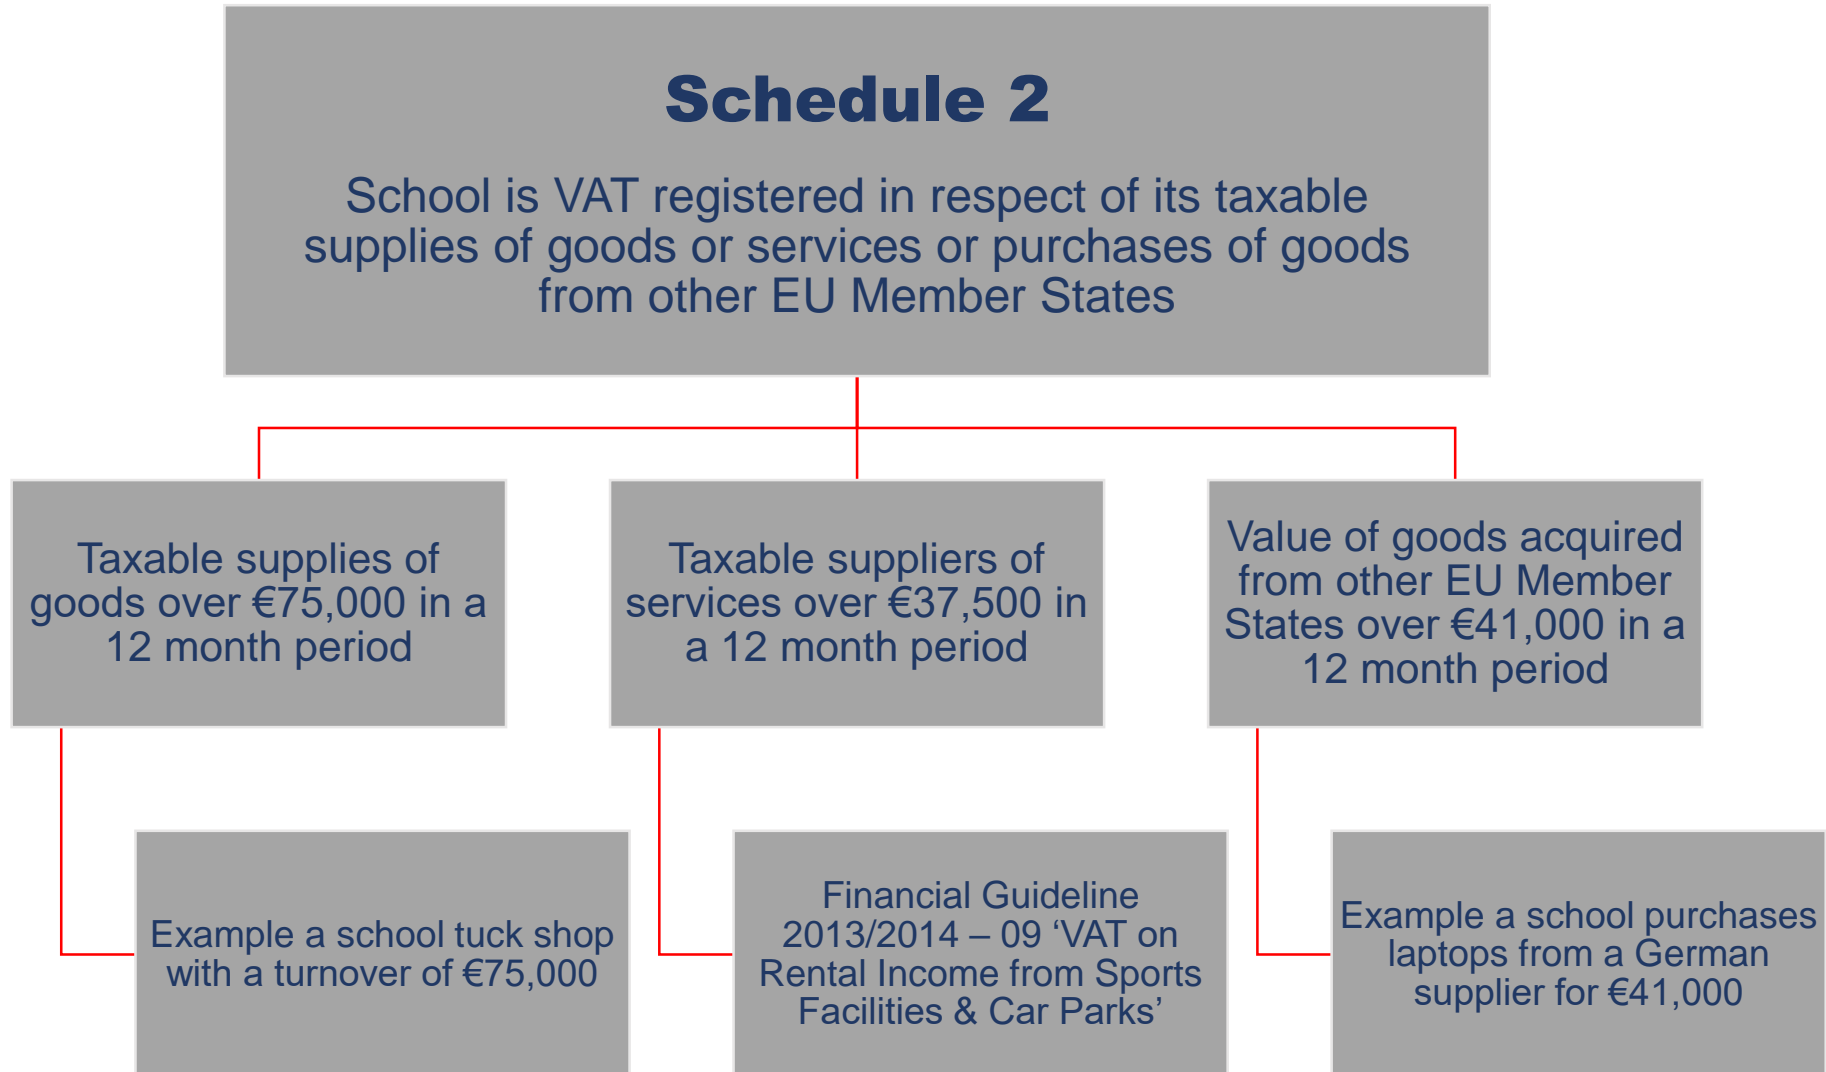 Schedule 2
School is VAT registered in respect of its taxable
supplies of goods or services or purchases of goods
from other EU Member States
Taxable supplies of
goods over €75,000 in a
12 month period
Taxable suppliers of
services over €37,500 in
a 12 month period
Value of goods acquired
from other EU Member
States over €41,000 in a
12 month period
Example a school tuck shop
with a turnover of €75,000
Financial Guideline
2013/2014 – 09 ‘VAT on
Rental Income from Sports
Facilities & Car Parks’
Example a school purchases
laptops from a German
supplier for €41,000